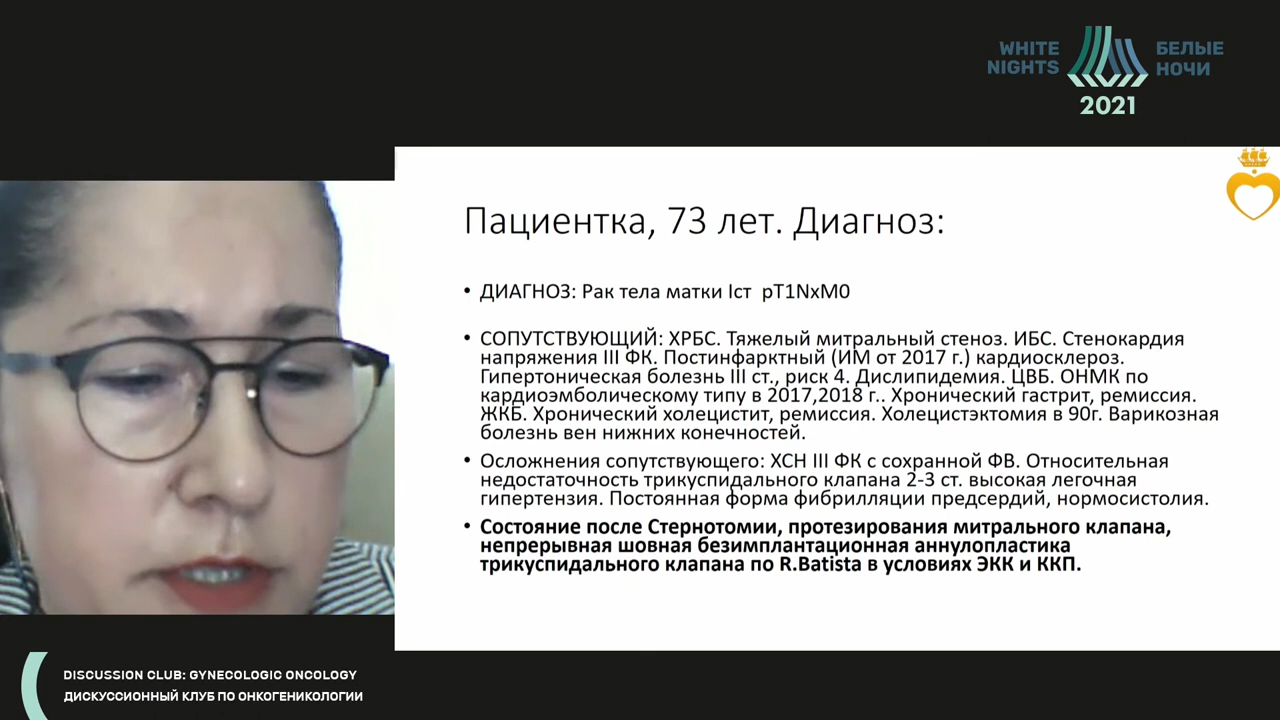 WHITE NIGHTS
БЕЛЫЕ НОЧИ
2021
Пациентка, 73 лет. Диагноз:
• ДИАГНОЗ: Рак тела матки Iст pT1NxM0
• СОПУТСТВУЮЩИЙ: ХРБС. Тяжелый митральный стеноз. ИБС. Стенокардия
напряжения III ФК. Постинфарктный (ИМ от 2017 г.) кардиосклероз.
Гипертоническая болезнь III ст., риск 4. Дислипидемия. ЦВБ. ОНМК по
кардиоэмболическому типу в 2017,2018 г.. Хронический гастрит, ремиссия.
ЖКБ. Хронический холецистит, ремиссия. Холецистэктомия в 90г. Варикозная
болезнь вен нижних конечностей.
• Осложнения сопутствующего: ХСН III ФК с сохранной ФВ. Относительная
недостаточность трикуспидального клапана 2-3 ст. высокая легочная
гипертензия. Постоянная форма фибрилляции предсердий, нормосистолия.
• Состояние после Стернотомии, протезирования митрального клапана,
непрерывная шовная безимплантационная аннулопластика
трикуспидального клапана по R.Batista в условиях ЭКК и ККП.
DISCUSSION CLUB: GYNECOLOGIC ONCOLOGY
ДИСКУССИОННЫЙ КЛУБ ПО ОНКОГЕНИКОЛОГИИ